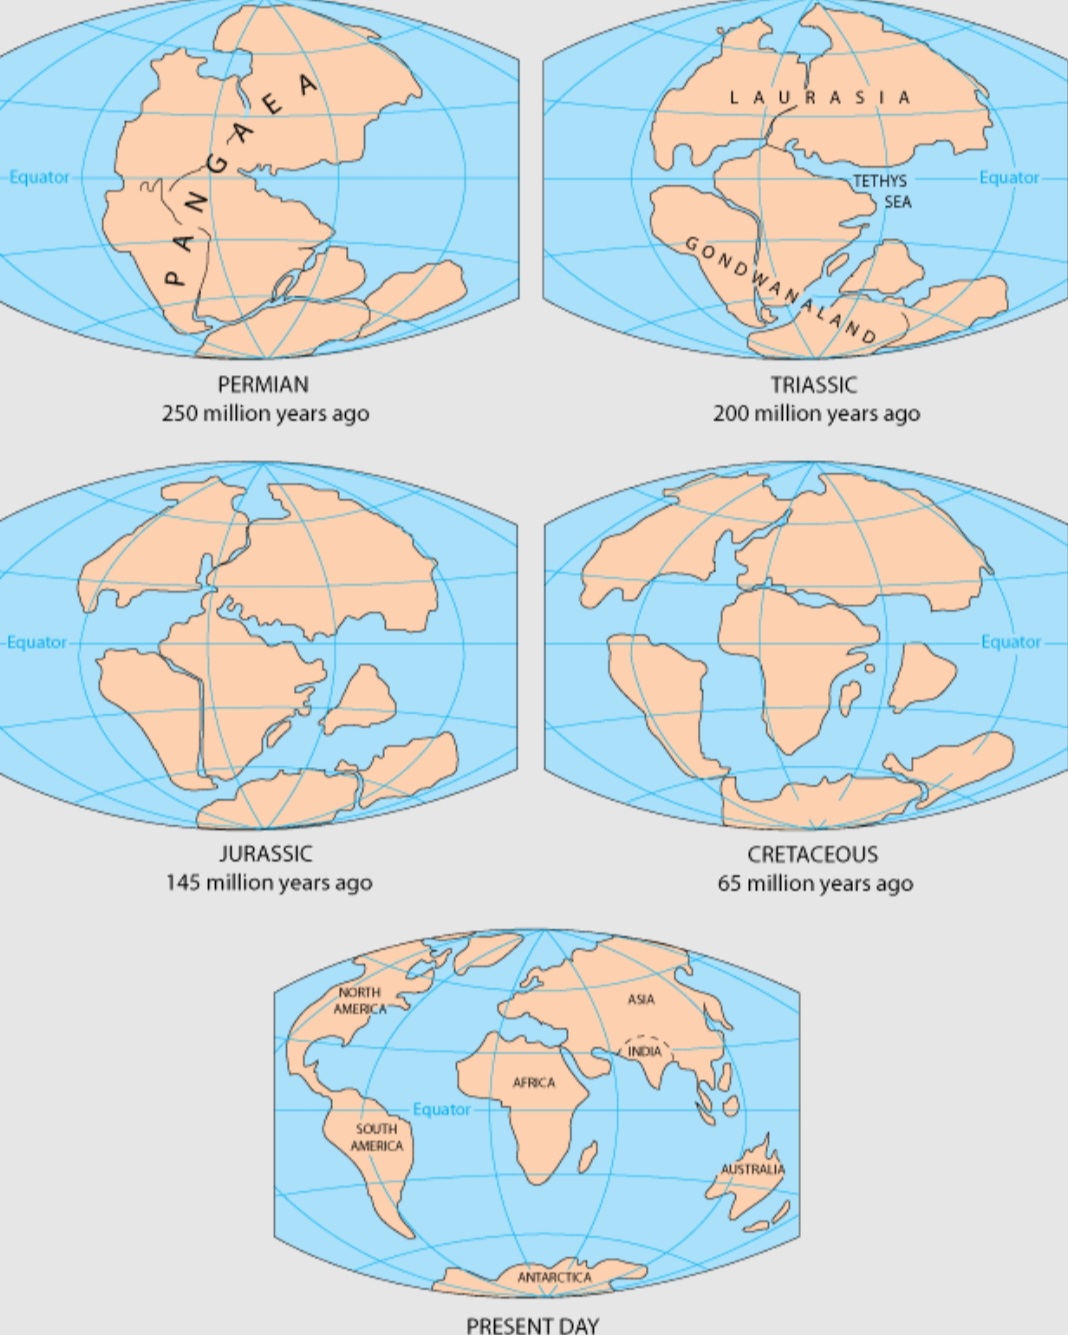 PANGAEA
Equator
PERMIAN
250 million years ago
LAURASIA
TETHYS
SEA
Equator
GONDWANALAND
TRIASSIC
200 million years ago
Equator
JURASSIC
145 million years ago
Equator
CRETACEOUS
65 million years ago
NORTH
AMERICA
ASIA
INDIA
AFRICA
Equator
SOUTH
AMERICA
AUSTRALIA
ANTARCTICA
PRESENT DAY